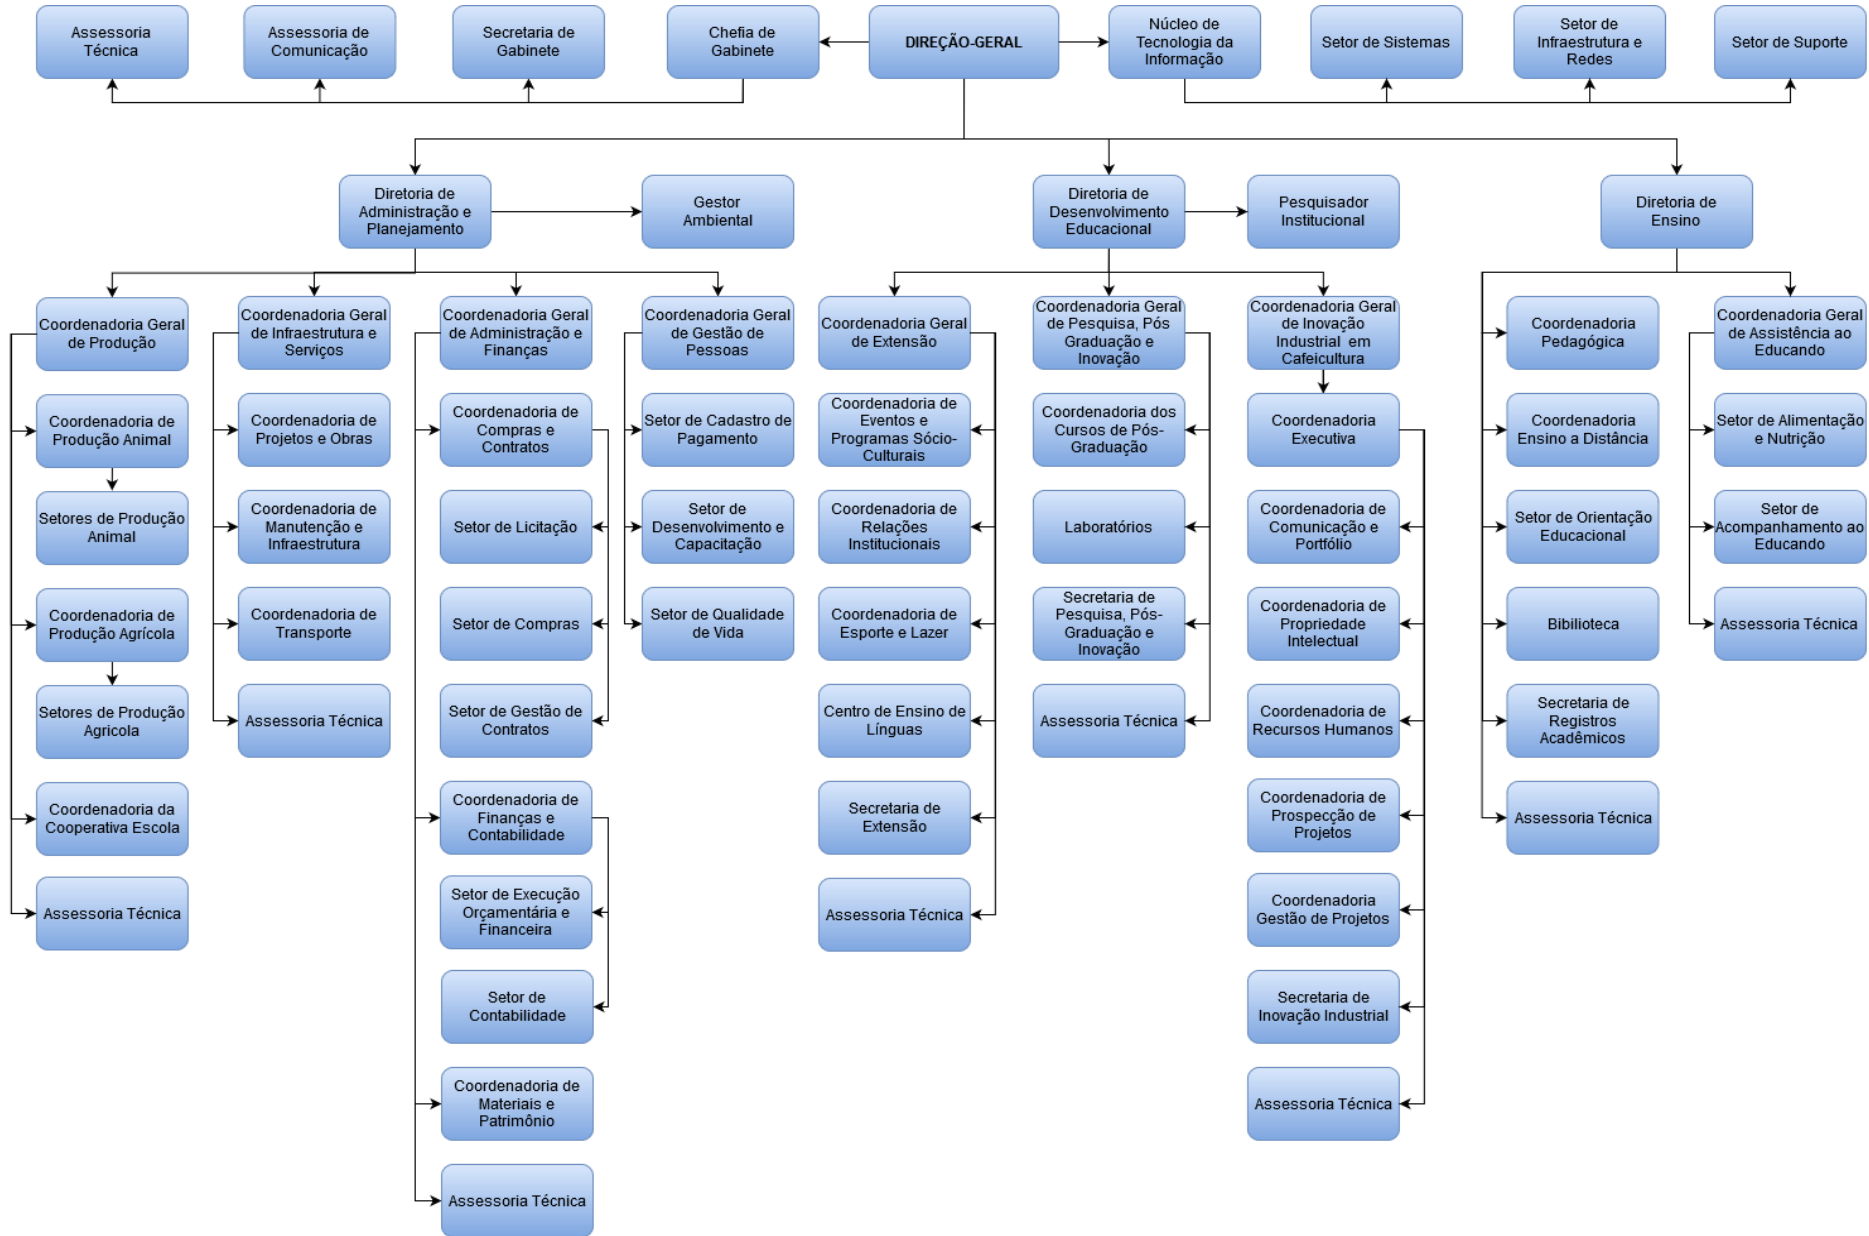 Assessoria
Técnica
Assessoria de
Comunicação
Secretaria de
Gabinete
Chefia de
Gabinete
DIREÇÃO-GERAL
Núcleo de
Tecnologia da
Informação
Setor de Sistemas
Setor de
Infraestrutura e
Redes
Setor de Suporte
Diretoria de
Administração e
Planejamento
Gestor
Ambiental
Diretoria de
Desenvolvimento
Educacional
Pesquisador
Institucional
Diretoria de
Ensino
Coordenadoria Geral
de Produção
Coordenadoria de
Produção Animal
Setores de Produção
Animal
Coordenadoria de
Produção Agrícola
Setores de Produção
Agricola
Coordenadoria da
Cooperativa Escola
Assessoria Técnica
Coordenadoria Geral
de Infraestrutura e
Serviços
Coordenadoria de
Projetos e Obras
Coordenadoria de
Manutenção e
Infraestrutura
Coordenadoria de
Transporte
Assessoria Técnica
Coordenadoria Geral
de Administração e
Finanças
Coordenadoria de
Compras e
Contratos
Setor de Licitação
Setor de Compras
Setor de Gestão de
Contratos
Coordenadoria de
Finanças e
Contabilidade
Setor de Execução
Orçamentária e
Financeira
Setor de
Contabilidade
Coordenadoria de
Materiais e
Patrimônio
Assessoria Técnica
Coordenadoria Geral
de Gestão de
Pessoas
Setor de Cadastro de
Pagamento
Setor de
Desenvolvimento e
Capacitação
Setor de Qualidade
de Vida
Coordenadoria Geral
de Extensão
Coordenadoria de
Eventos e
Programas Sócio-
Culturais
Coordenadoria de
Relações
Institucionais
Coordenadoria de
Esporte e Lazer
Centro de Ensino de
Línguas
Secretaria de
Extensão
Assessoria Técnica
Coordenadoria Geral
de Pesquisa, Pós
Graduação e
Inovação
Coordenadoria dos
Cursos de Pós-
Graduação
Laboratórios
Secretaria de
Pesquisa, Pós-
Graduação e
Inovação
Assessoria Técnica
Coordenadoria Geral
de Inovação
Industrial em
Cafeicultura
Coordenadoria
Executiva
Coordenadoria de
Comunicação e
Portfólio
Coordenadoria de
Propriedade
Intelectual
Coordenadoria de
Recursos Humanos
Coordenadoria de
Prospecção de
Projetos
Coordenadoria
Gestão de Projetos
Secretaria de
Inovação Industrial
Assessoria Técnica
Coordenadoria
Pedagógica
Coordenadoria
Ensino a Distância
Setor de Orientação
Educacional
Bibilioteca
Secretaria de
Registros
Acadêmicos
Assessoria Técnica
Coordenadoria Geral
de Assistência ao
Educando
Setor de Alimentação
e Nutrição
Setor de
Acompanhamento ao
Educando
Assessoria Técnica